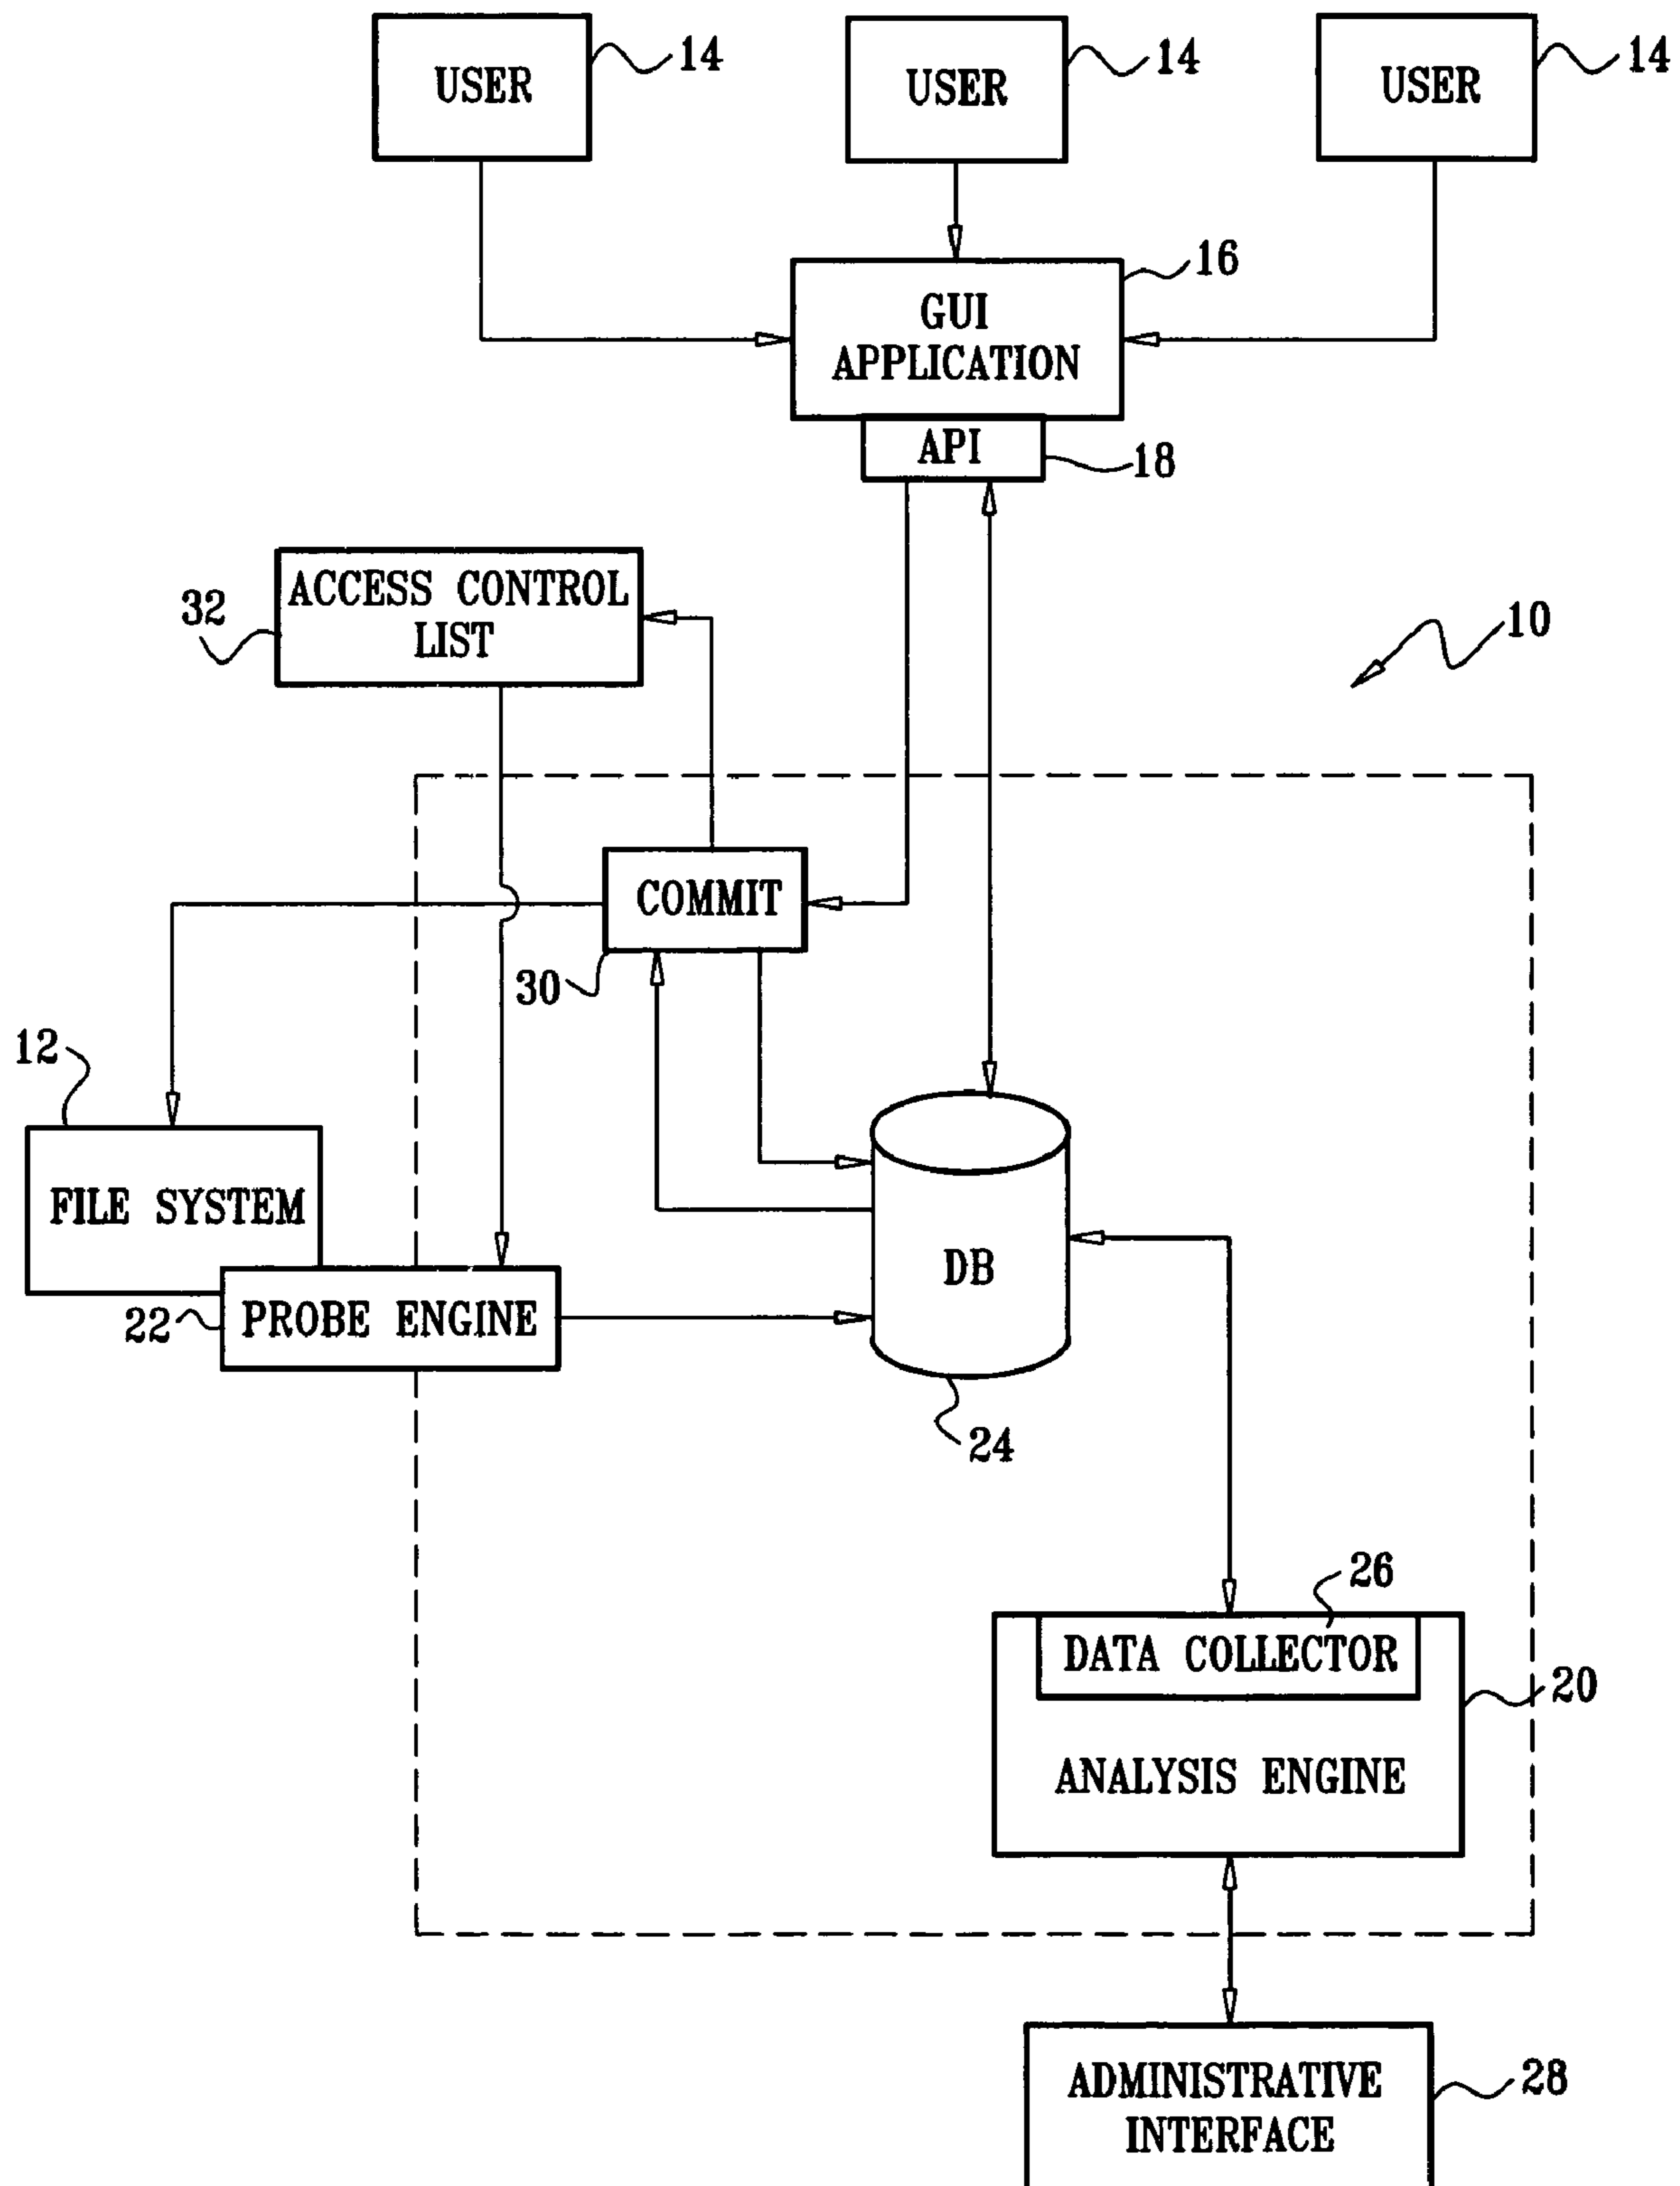 USER
14
USER
14
USER
14
16
GUI
APPLICATION
API
18
ACCESS CONTROL
LIST
32
10
COMMIT
30
12
FILE SYSTEM
DB
22
PROBE ENGINE
24
26
DATA COLLECTOR
20
ANALYSIS ENGINE
ADMINISTRATIVE
INTERFACE
28